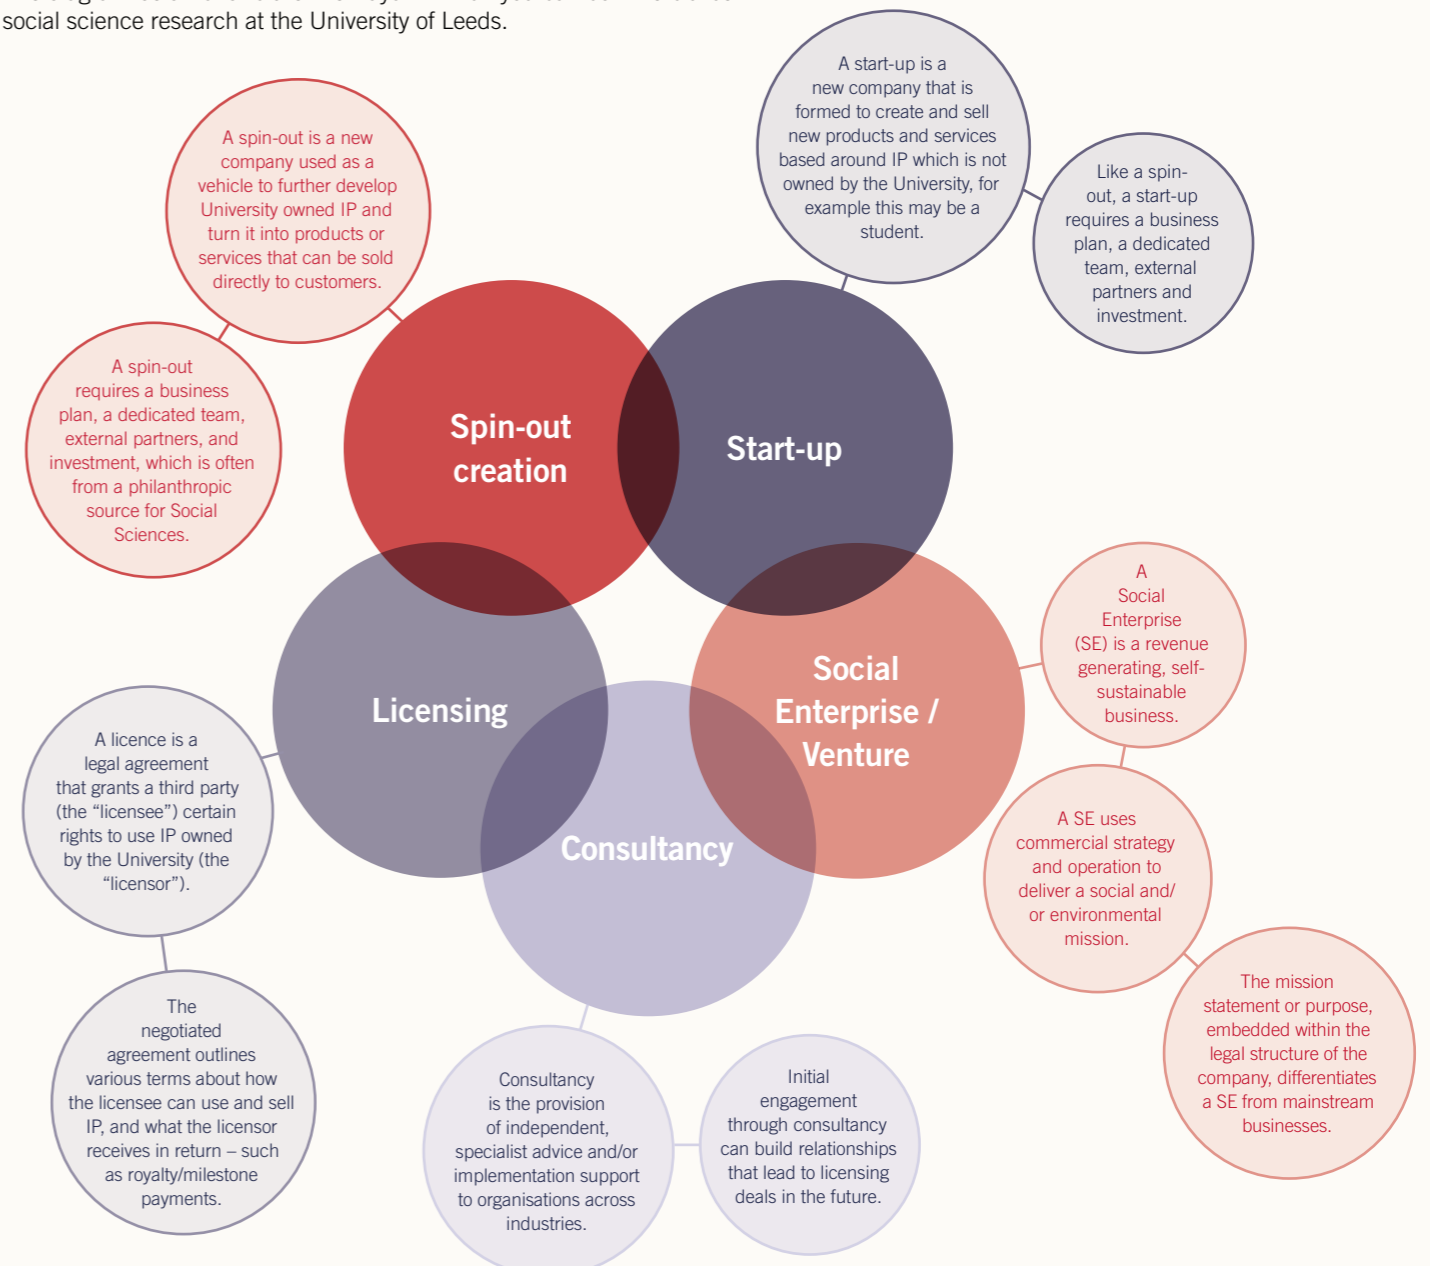 social science research at the University of Leeds.
A spin-out is a new
company used as a
vehicle to further develop
University owned IP and
turn it into products or
services that can be sold
directly to customers.
A spin-out
requires a business
plan, a dedicated team,
external partners, and
investment, which is often
from a philanthropic
source for Social
Sciences.
A start-up is a
new company that is
formed to create and sell
new products and services
based around IP which is not
owned by the University, for
example this may be a
student.
Like a spin-
out, a start-up
requires a business
plan, a dedicated
team, external
partners and
investment.
Spin-out
creation
Start-up
Licensing
Social
Enterprise /
Venture
Consultancy
A
Social
Enterprise
(SE) is a revenue
generating, self-
sustainable
business.
A SE uses
commercial strategy
and operation to
deliver a social and/
or environmental
mission.
The mission
statement or purpose,
embedded within the
legal structure of the
company, differentiates
a SE from mainstream
businesses.
A licence is a
legal agreement
that grants a third party
(the “licensee”) certain
rights to use IP owned
by the University (the
“licensor”).
The
negotiated
agreement outlines
various terms about how
the licensee can use and sell
IP, and what the licensor
receives in return – such
as royalty/milestone
payments.
Consultancy
is the provision
of independent,
specialist advice and/or
implementation support
to organisations across
industries.
Initial
engagement
through consultancy
can build relationships
that lead to licensing
deals in the future.